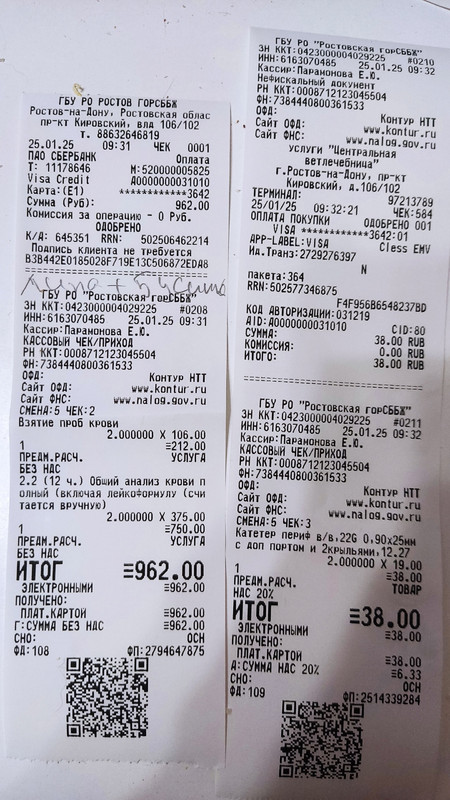 ГБУ РО РОСТОВ ГОРСББЖ
Ростов-на-Дону, Ростовская облас
пр-кт Кировский, вла 106/102
т. 88632646819
25.01.25 09:31 ЧЕК 0001
ПАО СБЕРБАНК Оплата
Т: 11178646 М:520000005825
Visa Credit A0000000031010
Карта:(E1) ************3642
Сумма (Руб): 962.00
Комиссия за операцию - 0 Руб.
ОДОБРЕНО
К/А: 645351 RRN: 502506462214
Подпись клиента не требуется
B3B442E0185028F719E13C506872EDA8
==========================
ГБУ РО "Ростовская горСББЖ"
ЗН ККТ:0423000004029225 #0208
ИНН:6163070485 25.01.25 09:31
Кассир:Парамонова Е.Ю.
КАССОВЫЙ ЧЕК/ПРИХОД
РН ККТ:0008712123045504
ФН:7384440800361533
ОФД: Контур НТТ
Сайт ОФД: www.kontur.ru
Сайт ФНС: www.nalog.gov.ru
СМЕНА:5 ЧЕК:2
Взятие проб крови
2.000000 X 106.00
1 ≡212.00
ПРЕДМ.РАСЧ. УСЛУГА
БЕЗ НДС
2.2 (12 ч.) Общий анализ крови п
олный (включая лейкоформулу (счи
тается вручную)
2.000000 X 375.00
1 ≡750.00
ПРЕДМ.РАСЧ. УСЛУГА
БЕЗ НДС
ИТОГ ≡962.00
ЭЛЕКТРОННЫМИ ≡962.00
ПОЛУЧЕНО:
ПЛАТ.КАРТОЙ ≡962.00
Г:СУММА БЕЗ НДС ≡962.00
СНО: ОСН
ФД:108 ФП:2794647875
ГБУ РО "Ростовская горСББЖ"
ЗН ККТ:0423000004029225 #0210
ИНН:6163070485 25.01.25 09:32
Кассир:Парамонова Е.Ю.
Нефискальный документ
РН ККТ:0008712123045504
ФН:7384440800361533
ОФД: Контур НТТ
Сайт ОФД: www.kontur.ru
Сайт ФНС: www.nalog.gov.ru
УСЛУГИ "Центральная
ветлечебница"
г.Ростов-на-Дону, пр-кт
Кировский, д.106/102
ТЕРМИНАЛ: 97213789
25/01/25 09:32:21 ЧЕК:584
ОПЛАТА ПОКУПКИ ОДОБРЕНО 001
VISA ************3642:01
APP-LABEL:VISA Cless EMV
Ид.Транз:2729276397
N
пакета:364
RRN:502577346875
F4F956B6548237BD
КОД АВТОРИЗАЦИИ:031219
AID:A0000000031010 CID:80
СУММА: 38.00 RUB
КОМИССИЯ: 0.00 RUB
ИТОГО: 38.00 RUB
==========================
ГБУ РО "Ростовская горСББЖ"
ЗН ККТ:0423000004029225 #0211
ИНН:6163070485 25.01.25 09:32
Кассир:Парамонова Е.Ю.
КАССОВЫЙ ЧЕК/ПРИХОД
РН ККТ:0008712123045504
ФН:7384440800361533
ОФД: Контур НТТ
Сайт ОФД: www.kontur.ru
Сайт ФНС: www.nalog.gov.ru
СМЕНА:5 ЧЕК:3
Катетер периф в/в,22G 0,90х25мм
с доп портом и 2крыльями,12.27
2.000000 X 19.00
1 ≡38.00
ПРЕДМ.РАСЧ. ТОВАР
НДС 20%
ИТОГ ≡38.00
ЭЛЕКТРОННЫМИ ≡38.00
ПОЛУЧЕНО:
ПЛАТ.КАРТОЙ ≡38.00
А:СУММА НДС 20% ≡6.33
СНО: ОСН
ФД:109 ФП:2514339284